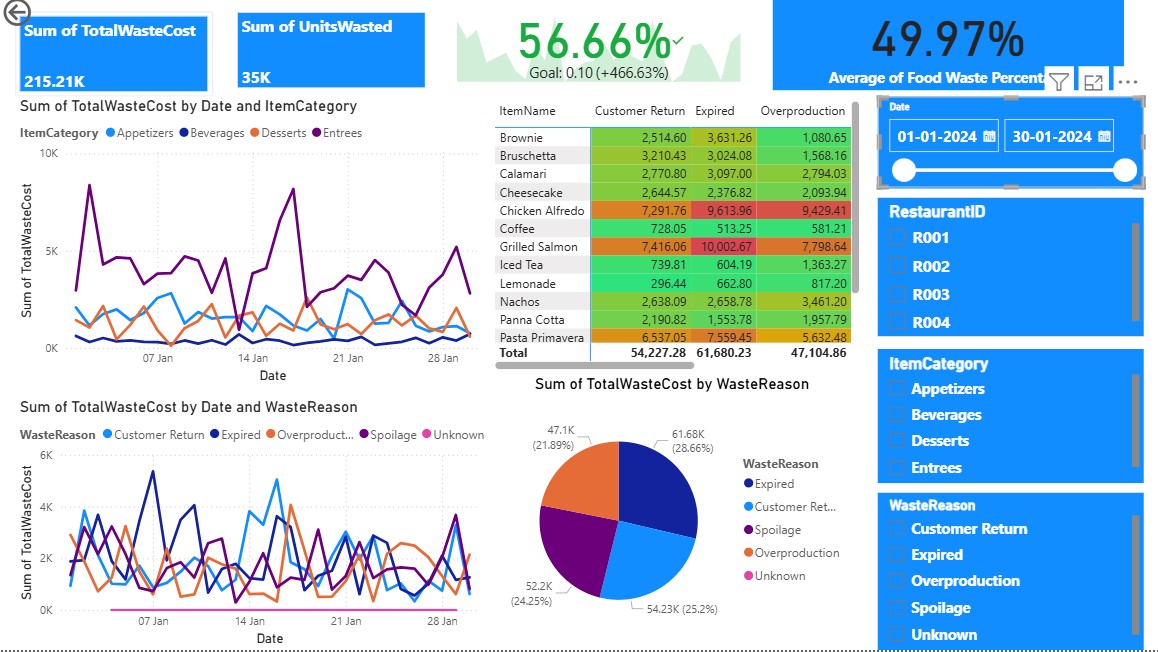 Sum of TotalWasteCost
215.21K
Sum of UnitsWasted
35K
56.66%
Goal: 0.10 (+466.63%)
49.97%
Average of Food Waste Percenta
Sum of TotalWasteCost by Date and ItemCategory
ItemCategory Appetizers Beverages Desserts Entrees
Sum of TotalWasteCost
10K
5K
0K
07 Jan 14 Jan 21 Jan 28 Jan
Date
ItemName Customer Return Expired Overproduction
Brownie 2,514.60 3,631.26 1,080.65
Bruschetta 3,210.43 3,024.08 1,568.16
Calamari 2,770.80 3,097.00 2,794.03
Cheesecake 2,644.57 2,376.82 2,093.94
Chicken Alfredo 7,291.76 9,613.96 9,429.41
Coffee 728.05 513.25 581.21
Grilled Salmon 7,416.06 10,002.67 7,798.64
Iced Tea 739.81 604.19 1,363.27
Lemonade 296.44 662.80 817.20
Nachos 2,638.09 2,658.78 3,461.20
Panna Cotta 2,190.82 1,553.78 1,957.79
Pasta Primavera 6,537.05 7,559.45 5,632.48
Total 54,227.28 61,680.23 47,104.86
Date
01-01-2024 30-01-2024
RestaurantID
R001
R002
R003
R004
ItemCategory
Appetizers
Beverages
Desserts
Entrees
WasteReason
Customer Return
Expired
Overproduction
Spoilage
Unknown
Sum of TotalWasteCost by Date and WasteReason
WasteReason Customer Return Expired Overproduct... Spoilage Unknown
Sum of TotalWasteCost
6K
4K
2K
0K
07 Jan 14 Jan 21 Jan 28 Jan
Date
Sum of TotalWasteCost by WasteReason
47.1K
(21.89%)
61.68K
(28.66%)
52.2K
(24.25%)
54.23K (25.2%)
WasteReason
Expired
Customer Ret...
Spoilage
Overproduction
Unknown